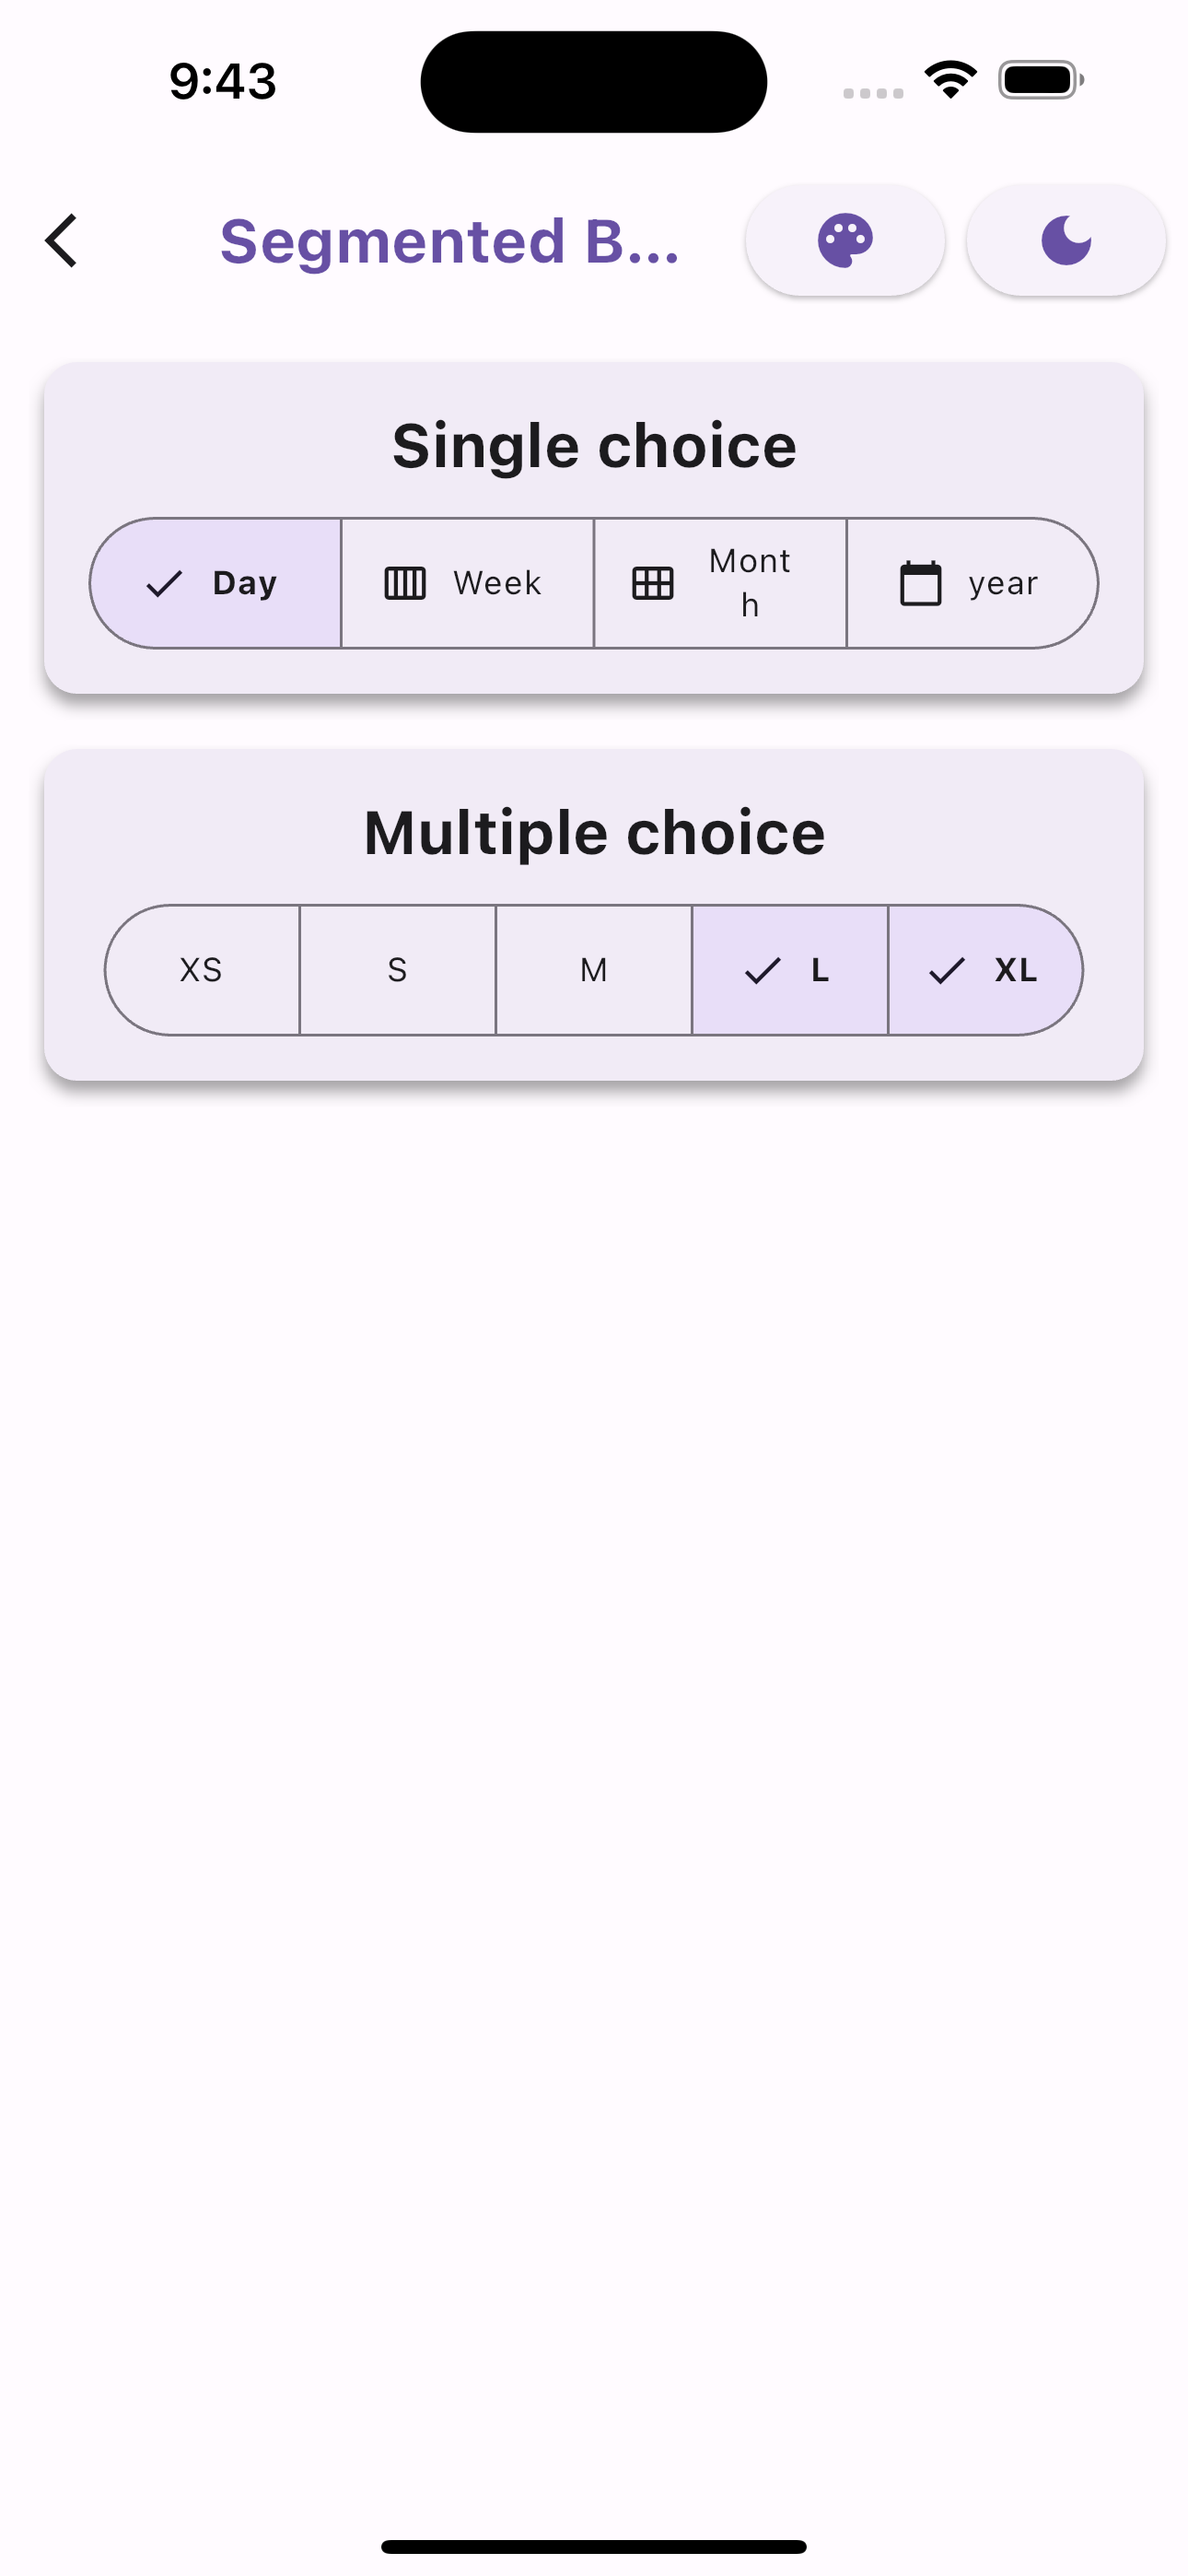 9:43
Segmented B...
Single choice
Day
Week
Mont
h
year
Multiple choice
XS
S
M
L
XL